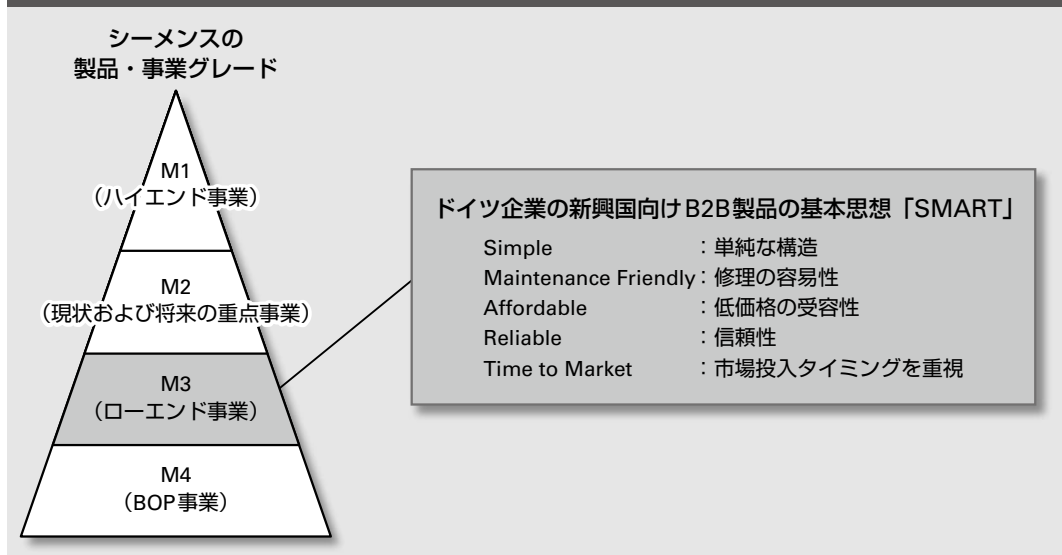 シーメンスの
製品・事業グレード
M1
（ハイエンド事業）
M2
（現状および将来の重点事業）
M3
（ローエンド事業）
M4
（BOP事業）
ドイツ企業の新興国向けB2B製品の基本思想「SMART」
Simple ：単純な構造
Maintenance Friendly：修理の容易性
Affordable ：低価格の受容性
Reliable ：信頼性
Time to Market ：市場投入タイミングを重視